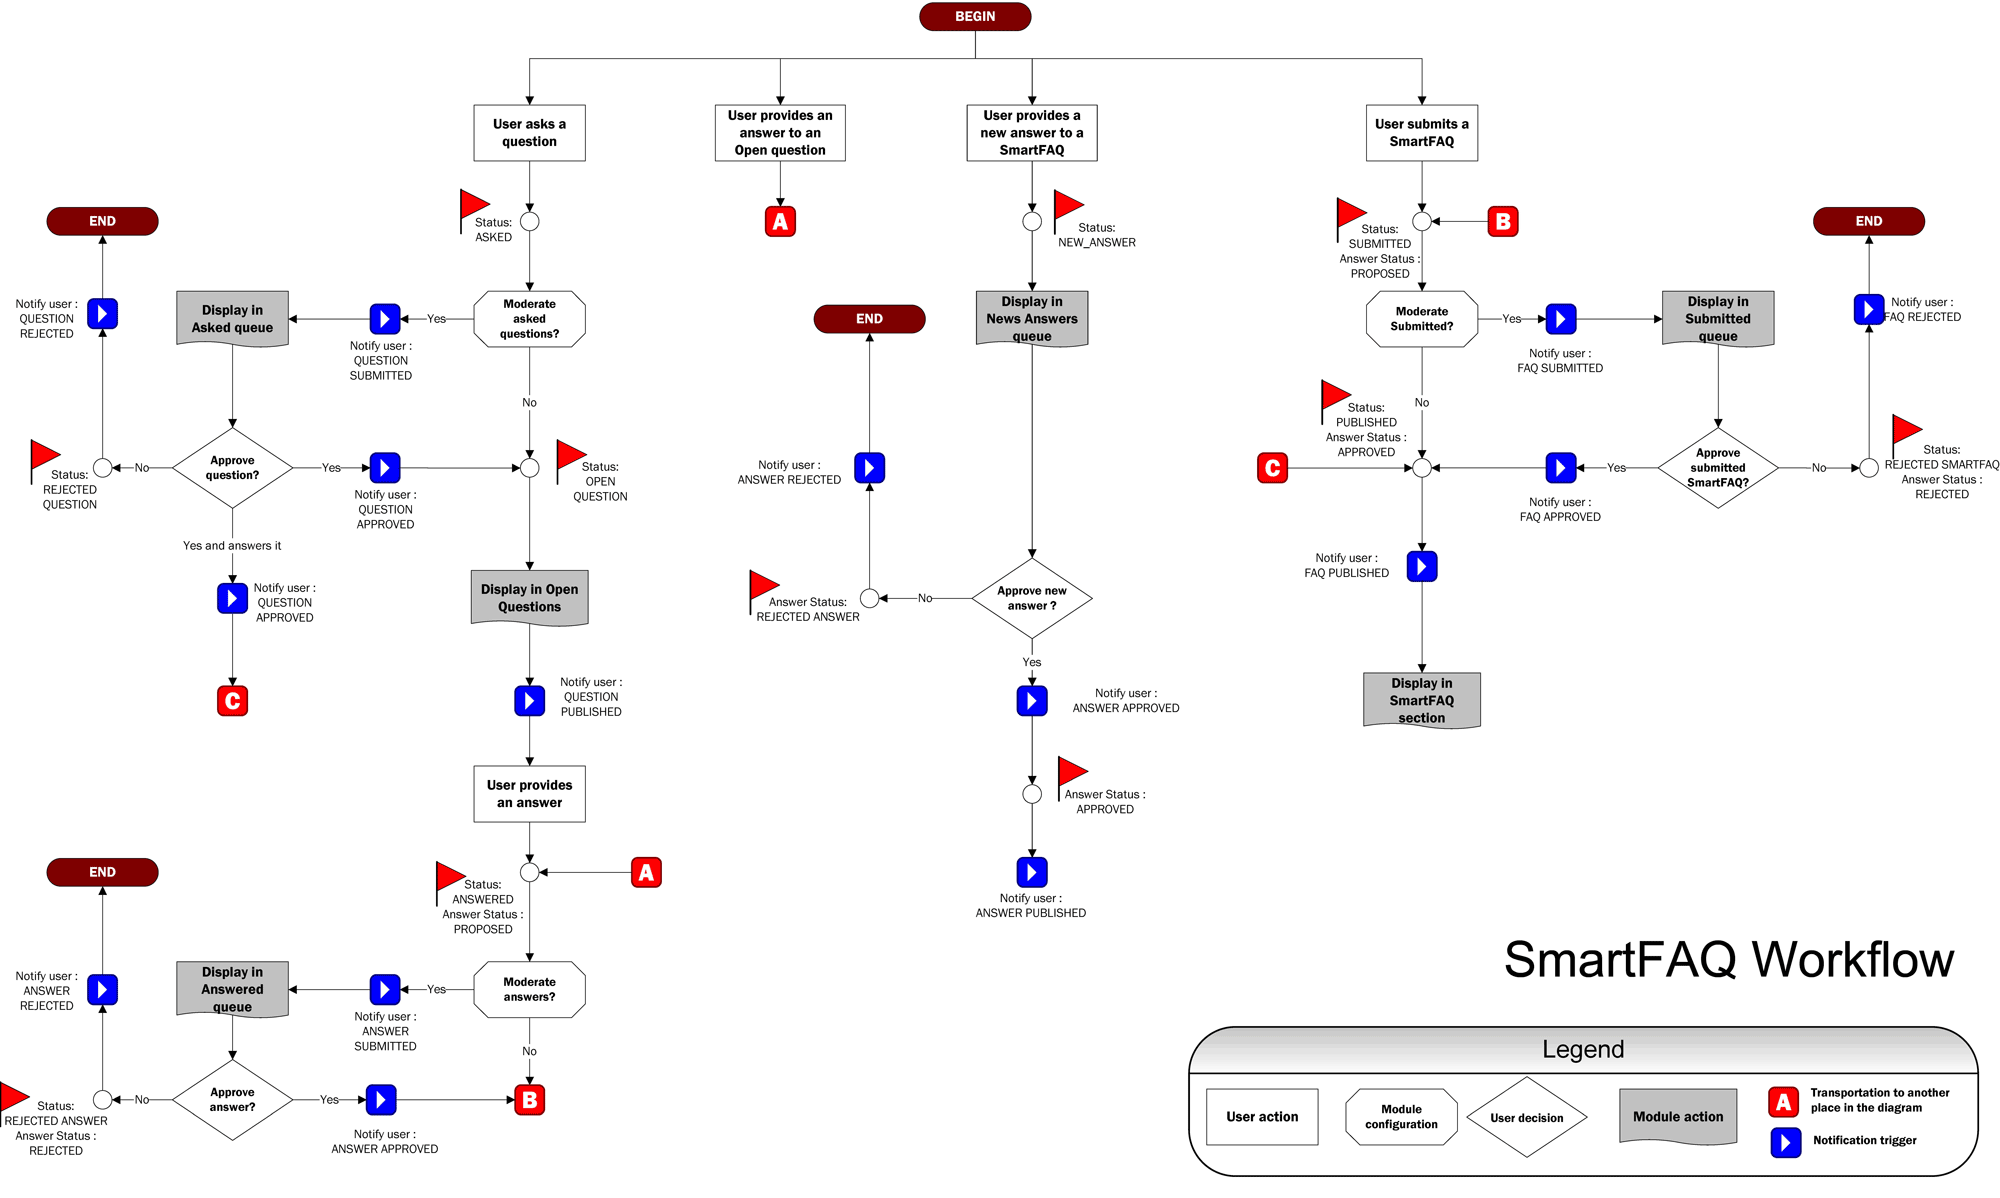 BEGIN
User asks a
question
User provides an
answer to an
Open question
User provides a
new answer to a
SmartFAQ
User submits a
SmartFAQ
Status:
ASKED
A
Status:
NEW_ANSWER
Status:
SUBMITTED
Answer Status :
PROPOSED
B
END
END
Notify user :
QUESTION
REJECTED
Display in
Asked queue
Notify user :
QUESTION
SUBMITTED
Yes
Moderate
asked
questions?
No
END
Display in
News Answers
queue
Moderate
Submitted?
Yes
Notify user :
FAQ SUBMITTED
Display in
Submitted
queue
Notify user :
FAQ REJECTED
No
Status:
PUBLISHED
Answer Status :
APPROVED
Status:
REJECTED
QUESTION
No
Approve
question?
Yes
Notify user :
QUESTION
APPROVED
Status:
OPEN
QUESTION
Notify user :
ANSWER REJECTED
C
Notify user :
FAQ APPROVED
Yes
Approve
submitted
SmartFAQ?
No
Status:
REJECTED SMARTFAQ
Answer Status :
REJECTED
Yes and answers it
Notify user :
QUESTION
APPROVED
C
Display in Open
Questions
Notify user :
QUESTION
PUBLISHED
Answer Status:
REJECTED ANSWER
No
Approve new
answer ?
Yes
Notify user :
ANSWER APPROVED
Notify user :
FAQ PUBLISHED
Display in
SmartFAQ
section
User provides
an answer
Answer Status :
APPROVED
Notify user :
ANSWER PUBLISHED
END
Status:
ANSWERED
Answer Status :
PROPOSED
A
Notify user :
ANSWER
REJECTED
Display in
Answered
queue
Notify user :
ANSWER
SUBMITTED
Yes
Moderate
answers?
No
Status:
REJECTED ANSWER
Answer Status :
REJECTED
No
Approve
answer?
Yes
Notify user :
ANSWER APPROVED
B
SmartFAQ Workflow
Legend
User action
Module
configuration
User decision
Module action
A
Transportation to another
place in the diagram
Notification trigger